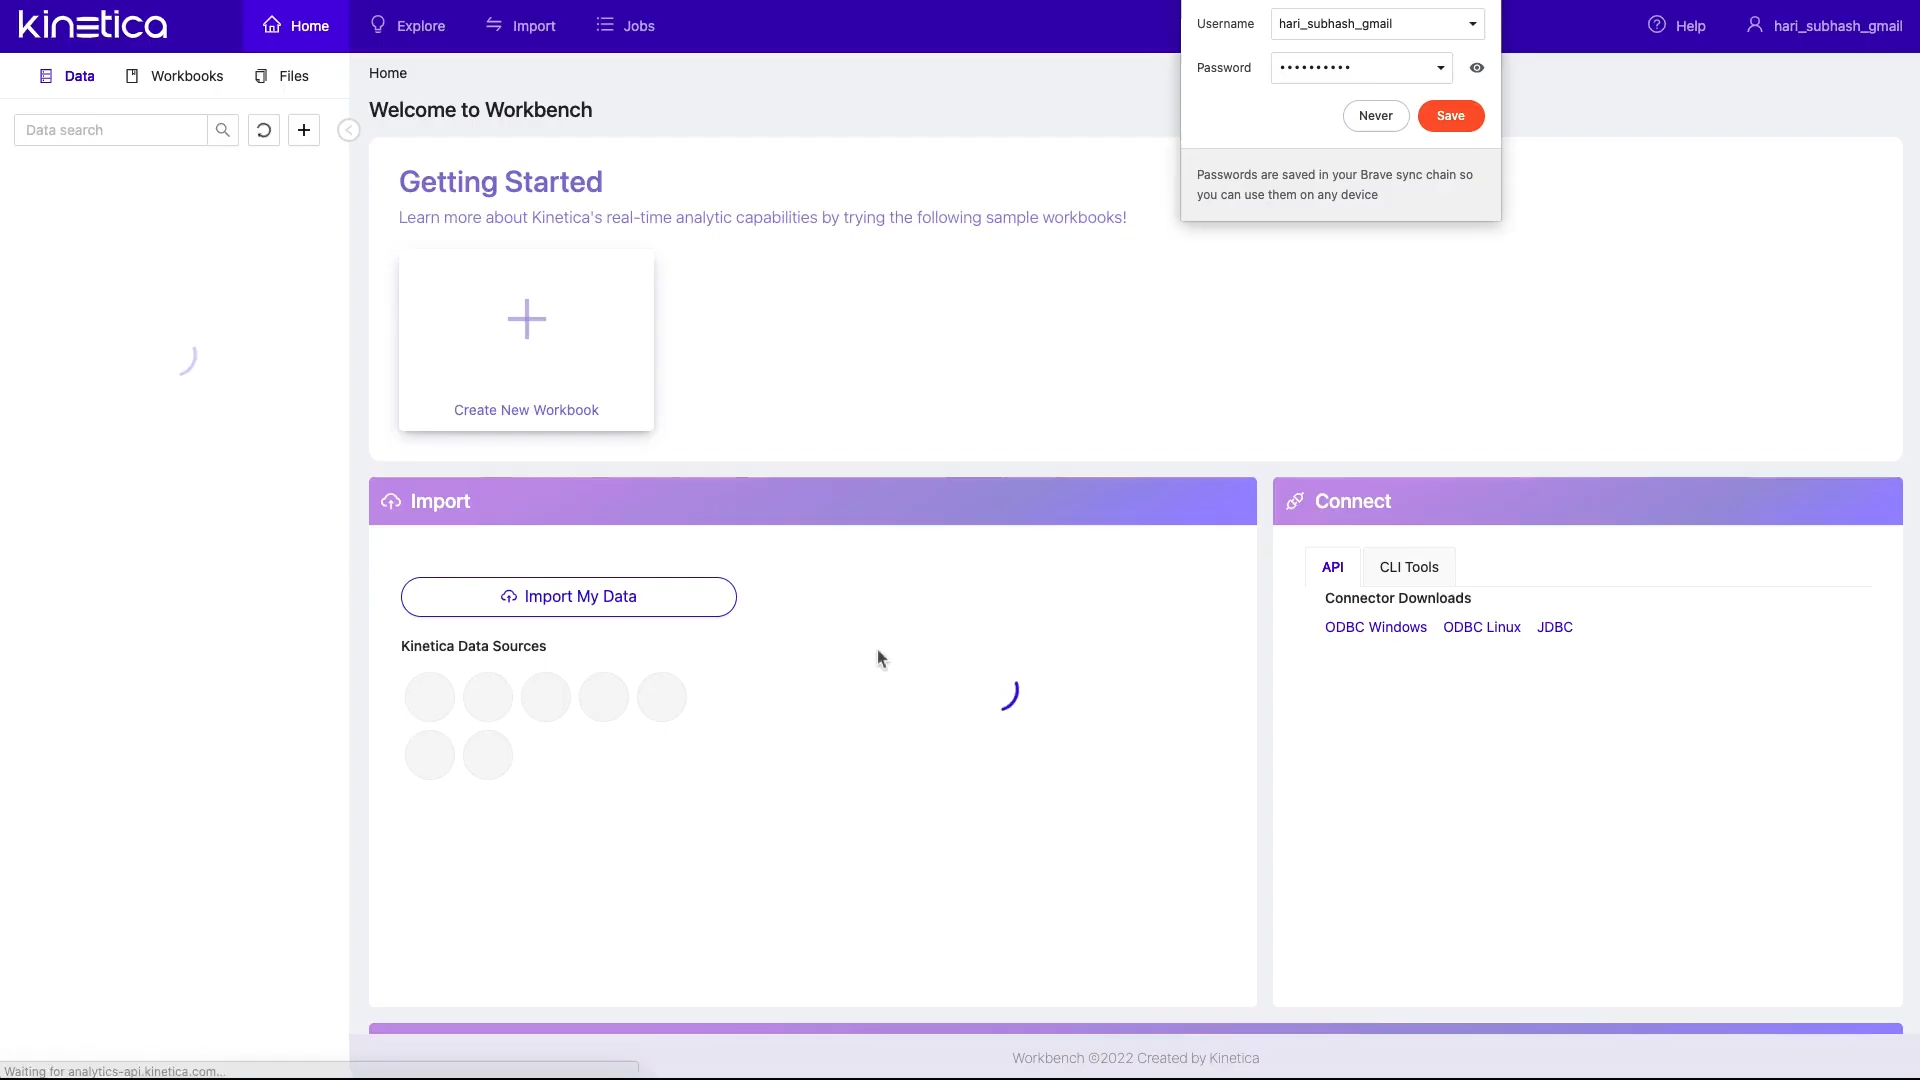 kinetica
Home
Explore
Import
Jobs
Help
hari_subhash_gmail
Username
hari_subhash_gmail
Password
••••••••••
Never
Save
Passwords are saved in your Brave sync chain so
you can use them on any device
Data
Workbooks
Files
Data search
Home
Welcome to Workbench
Getting Started
Learn more about Kinetica's real-time analytic capabilities by trying the following sample workbooks!
Create New Workbook
Import
Import My Data
Kinetica Data Sources
Connect
API
CLI Tools
Connector Downloads
ODBC Windows
ODBC Linux
JDBC
Workbench ©2022 Created by Kinetica
Waiting for analytics-api.kinetica.com...